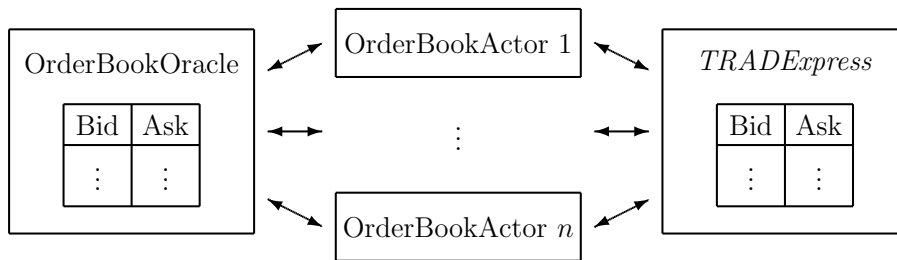 OrderBookOracle
Bid Ask
⋮ ⋮
OrderBookActor 1
⋮
OrderBookActor n
TRADExpress
Bid Ask
⋮ ⋮